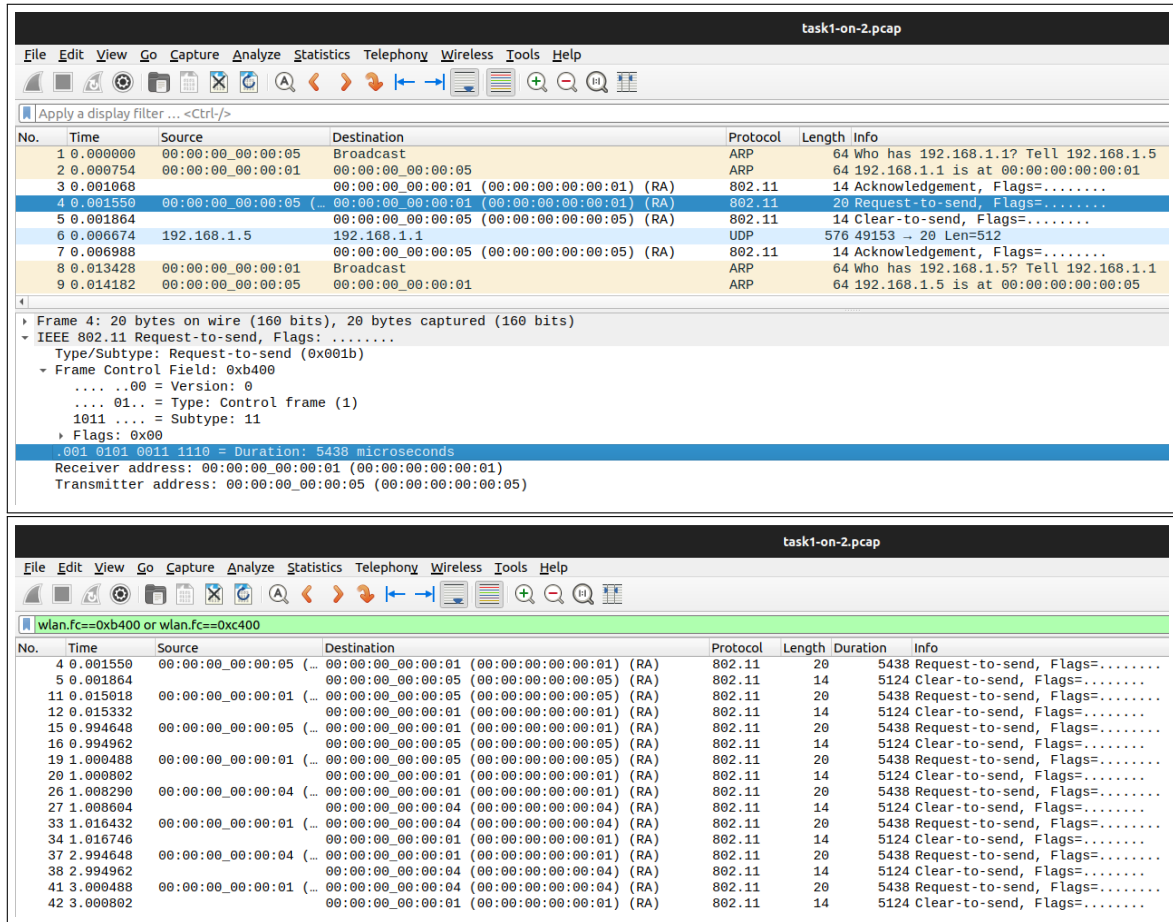 task1-on-2.pcap
File Edit View Go Capture Analyze Statistics Telephony Wireless Tools Help
Apply a display filter … <Ctrl-/>
No. Time Source Destination Protocol Length Info
1 0.000000 00:00:00_00:00:05 Broadcast ARP 64 Who has 192.168.1.1? Tell 192.168.1.5
2 0.000754 00:00:00_00:00:01 00:00:00_00:00:05 ARP 64 192.168.1.1 is at 00:00:00:00:00:01
3 0.001068 00:00:00_00:00:01 (00:00:00:00:00:01) (RA) 802.11 14 Acknowledgement, Flags=........
4 0.001550 00:00:00_00:00:05 (… 00:00:00_00:00:01 (00:00:00:00:00:01) (RA) 802.11 20 Request-to-send, Flags=........
5 0.001864 00:00:00_00:00:05 (00:00:00:00:00:05) (RA) 802.11 14 Clear-to-send, Flags=........
6 0.006674 192.168.1.5 192.168.1.1 UDP 576 49153 → 20 Len=512
7 0.006988 00:00:00_00:00:05 (00:00:00:00:00:05) (RA) 802.11 14 Acknowledgement, Flags=........
8 0.013428 00:00:00_00:00:01 Broadcast ARP 64 Who has 192.168.1.5? Tell 192.168.1.1
9 0.014182 00:00:00_00:00:05 00:00:00_00:00:01 ARP 64 192.168.1.5 is at 00:00:00:00:00:05
Frame 4: 20 bytes on wire (160 bits), 20 bytes captured (160 bits)
IEEE 802.11 Request-to-send, Flags: ........
Type/Subtype: Request-to-send (0x001b)
Frame Control Field: 0xb400
.... ..00 = Version: 0
.... 01.. = Type: Control frame (1)
1011 .... = Subtype: 11
Flags: 0x00
.001 0101 0011 1110 = Duration: 5438 microseconds
Receiver address: 00:00:00_00:00:01 (00:00:00:00:00:01)
Transmitter address: 00:00:00_00:00:05 (00:00:00:00:00:05)
task1-on-2.pcap
File Edit View Go Capture Analyze Statistics Telephony Wireless Tools Help
wlan.fc==0xb400 or wlan.fc==0xc400
No. Time Source Destination Protocol Length Duration Info
4 0.001550 00:00:00_00:00:05 (… 00:00:00_00:00:01 (00:00:00:00:00:01) (RA) 802.11 20 5438 Request-to-send, Flags=........
5 0.001864 00:00:00_00:00:05 (00:00:00:00:00:05) (RA) 802.11 14 5124 Clear-to-send, Flags=........
11 0.015018 00:00:00_00:00:01 (… 00:00:00_00:00:05 (00:00:00:00:00:05) (RA) 802.11 20 5438 Request-to-send, Flags=........
12 0.015332 00:00:00_00:00:01 (00:00:00:00:00:01) (RA) 802.11 14 5124 Clear-to-send, Flags=........
15 0.994648 00:00:00_00:00:05 (… 00:00:00_00:00:01 (00:00:00:00:00:01) (RA) 802.11 20 5438 Request-to-send, Flags=........
16 0.994962 00:00:00_00:00:05 (00:00:00:00:00:05) (RA) 802.11 14 5124 Clear-to-send, Flags=........
19 1.000488 00:00:00_00:00:01 (… 00:00:00_00:00:05 (00:00:00:00:00:05) (RA) 802.11 20 5438 Request-to-send, Flags=........
20 1.000802 00:00:00_00:00:01 (00:00:00:00:00:01) (RA) 802.11 14 5124 Clear-to-send, Flags=........
26 1.008290 00:00:00_00:00:04 (… 00:00:00_00:00:01 (00:00:00:00:00:01) (RA) 802.11 20 5438 Request-to-send, Flags=........
27 1.008604 00:00:00_00:00:04 (00:00:00:00:00:04) (RA) 802.11 14 5124 Clear-to-send, Flags=........
33 1.016432 00:00:00_00:00:01 (… 00:00:00_00:00:04 (00:00:00:00:00:04) (RA) 802.11 20 5438 Request-to-send, Flags=........
34 1.016746 00:00:00_00:00:01 (00:00:00:00:00:01) (RA) 802.11 14 5124 Clear-to-send, Flags=........
37 2.994648 00:00:00_00:00:04 (… 00:00:00_00:00:01 (00:00:00:00:00:01) (RA) 802.11 20 5438 Request-to-send, Flags=........
38 2.994962 00:00:00_00:00:04 (00:00:00:00:00:04) (RA) 802.11 14 5124 Clear-to-send, Flags=........
41 3.000488 00:00:00_00:00:01 (… 00:00:00_00:00:04 (00:00:00:00:00:04) (RA) 802.11 20 5438 Request-to-send, Flags=........
42 3.000802 00:00:00_00:00:01 (00:00:00:00:00:01) (RA) 802.11 14 5124 Clear-to-send, Flags=........